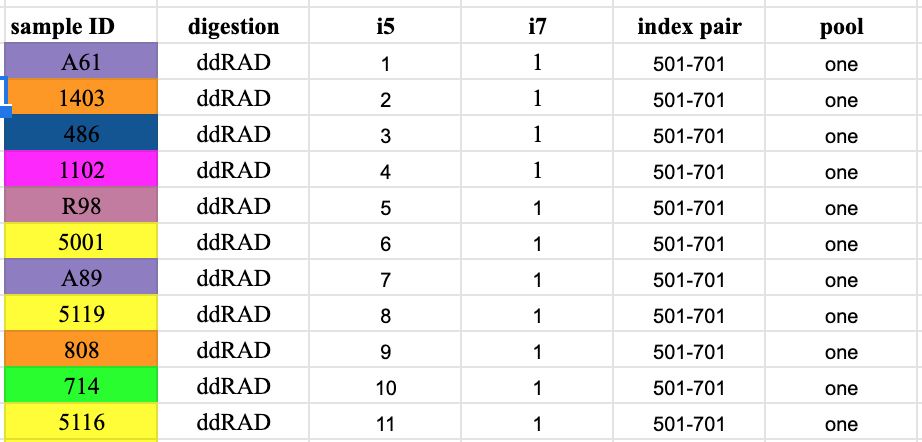 sample ID digestion i5 i7 index pair pool
A61 ddRAD 1 1 501-701 one
1403 ddRAD 2 1 501-701 one
486 ddRAD 3 1 501-701 one
1102 ddRAD 4 1 501-701 one
R98 ddRAD 5 1 501-701 one
5001 ddRAD 6 1 501-701 one
A89 ddRAD 7 1 501-701 one
5119 ddRAD 8 1 501-701 one
808 ddRAD 9 1 501-701 one
714 ddRAD 10 1 501-701 one
5116 ddRAD 11 1 501-701 one